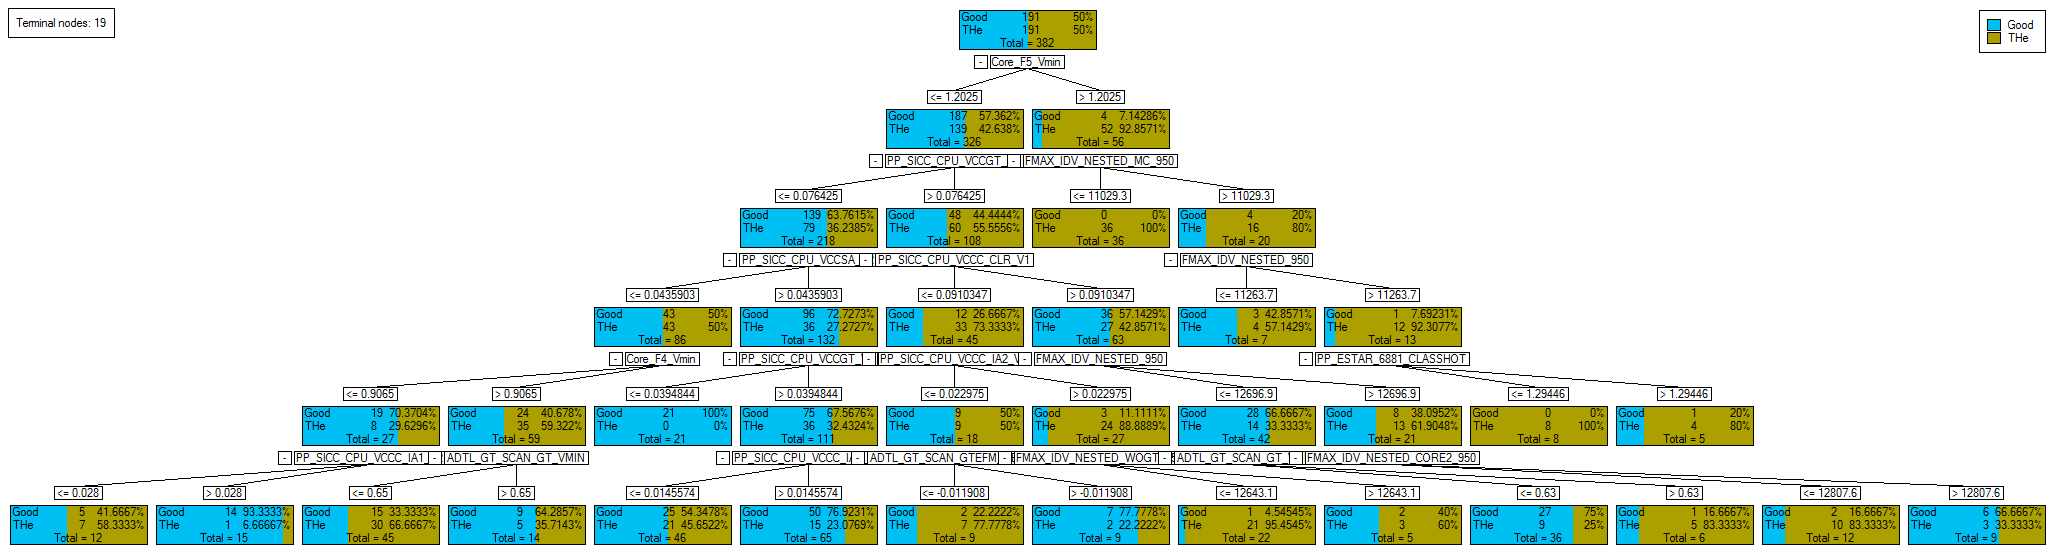 Terminal nodes: 19
Good
THe
Good 191 50%
THe 191 50%
Total = 382
- Core_F5_Vmin
<= 1.2025 > 1.2025
Good 187 57.362% Good 4 7.14286%
THe 139 42.638% THe 52 92.8571%
Total = 326 Total = 56
- PP_SICC_CPU_VCCGT_ - FMAX_IDV_NESTED_MC_950
<= 0.076425 > 0.076425 <= 11029.3 > 11029.3
Good 139 63.7615% Good 48 44.4444% Good 0 0% Good 4 20%
THe 79 36.2385% THe 60 55.5556% THe 36 100% THe 16 80%
Total = 218 Total = 108 Total = 36 Total = 20
- PP_SICC_CPU_VCCSA_ - PP_SICC_CPU_VCCC_CLR_V1 - FMAX_IDV_NESTED_950
<= 0.0435903 > 0.0435903 <= 0.0910347 > 0.0910347 <= 11263.7 > 11263.7
Good 43 50% Good 96 72.7273% Good 12 26.6667% Good 36 57.1429% Good 3 42.8571% Good 1 7.69231%
THe 43 50% THe 36 27.2727% THe 33 73.3333% THe 27 42.8571% THe 4 57.1429% THe 12 92.3077%
Total = 86 Total = 132 Total = 45 Total = 63 Total = 7 Total = 13
- Core_F4_Vmin - PP_SICC_CPU_VCCGT_ - PP_SICC_CPU_VCCC_IA2_ - FMAX_IDV_NESTED_950 - PP_ESTAR_6881_CLASSHOT
<= 0.9065 > 0.9065 <= 0.0394844 > 0.0394844 <= 0.022975 > 0.022975 <= 12696.9 > 12696.9 <= 1.29446 > 1.29446
Good 19 70.3704% Good 24 40.678% Good 21 100% Good 75 67.5676% Good 9 50% Good 3 11.1111% Good 28 66.6667% Good 8 38.0952% Good 0 0% Good 1 20%
THe 8 29.6296% THe 35 59.322% THe 0 0% THe 36 32.4324% THe 9 50% THe 24 88.8889% THe 14 33.3333% THe 13 61.9048% THe 8 100% THe 4 80%
Total = 27 Total = 59 Total = 21 Total = 111 Total = 18 Total = 27 Total = 42 Total = 21 Total = 8 Total = 5
- PP_SICC_CPU_VCCC_IA1_ - ADTL_GT_SCAN_GT_VMIN - PP_SICC_CPU_VCCC_ - ADTL_GT_SCAN_GTEFM - FMAX_IDV_NESTED_WOGT - ADTL_GT_SCAN_GT_ - FMAX_IDV_NESTED_CORE2_950
<= 0.028 > 0.028 <= 0.65 > 0.65 <= 0.0145574 > 0.0145574 <= -0.011908 > -0.011908 <= 12643.1 > 12643.1 <= 0.63 > 0.63 <= 12807.6 > 12807.6
Good 5 41.6667% Good 14 93.3333% Good 15 33.3333% Good 9 64.2857% Good 25 54.3478% Good 50 76.9231% Good 2 22.2222% Good 7 77.7778% Good 1 4.54545% Good 2 40% Good 27 75% Good 1 16.6667% Good 2 16.6667% Good 6 66.6667%
THe 7 58.3333% THe 1 6.66667% THe 30 66.6667% THe 5 35.7143% THe 21 45.6522% THe 15 23.0769% THe 7 77.7778% THe 2 22.2222% THe 21 95.4545% THe 3 60% THe 9 25% THe 5 83.3333% THe 10 83.3333% THe 3 33.3333%
Total = 12 Total = 15 Total = 45 Total = 14 Total = 46 Total = 65 Total = 9 Total = 9 Total = 22 Total = 5 Total = 36 Total = 6 Total = 12 Total = 9